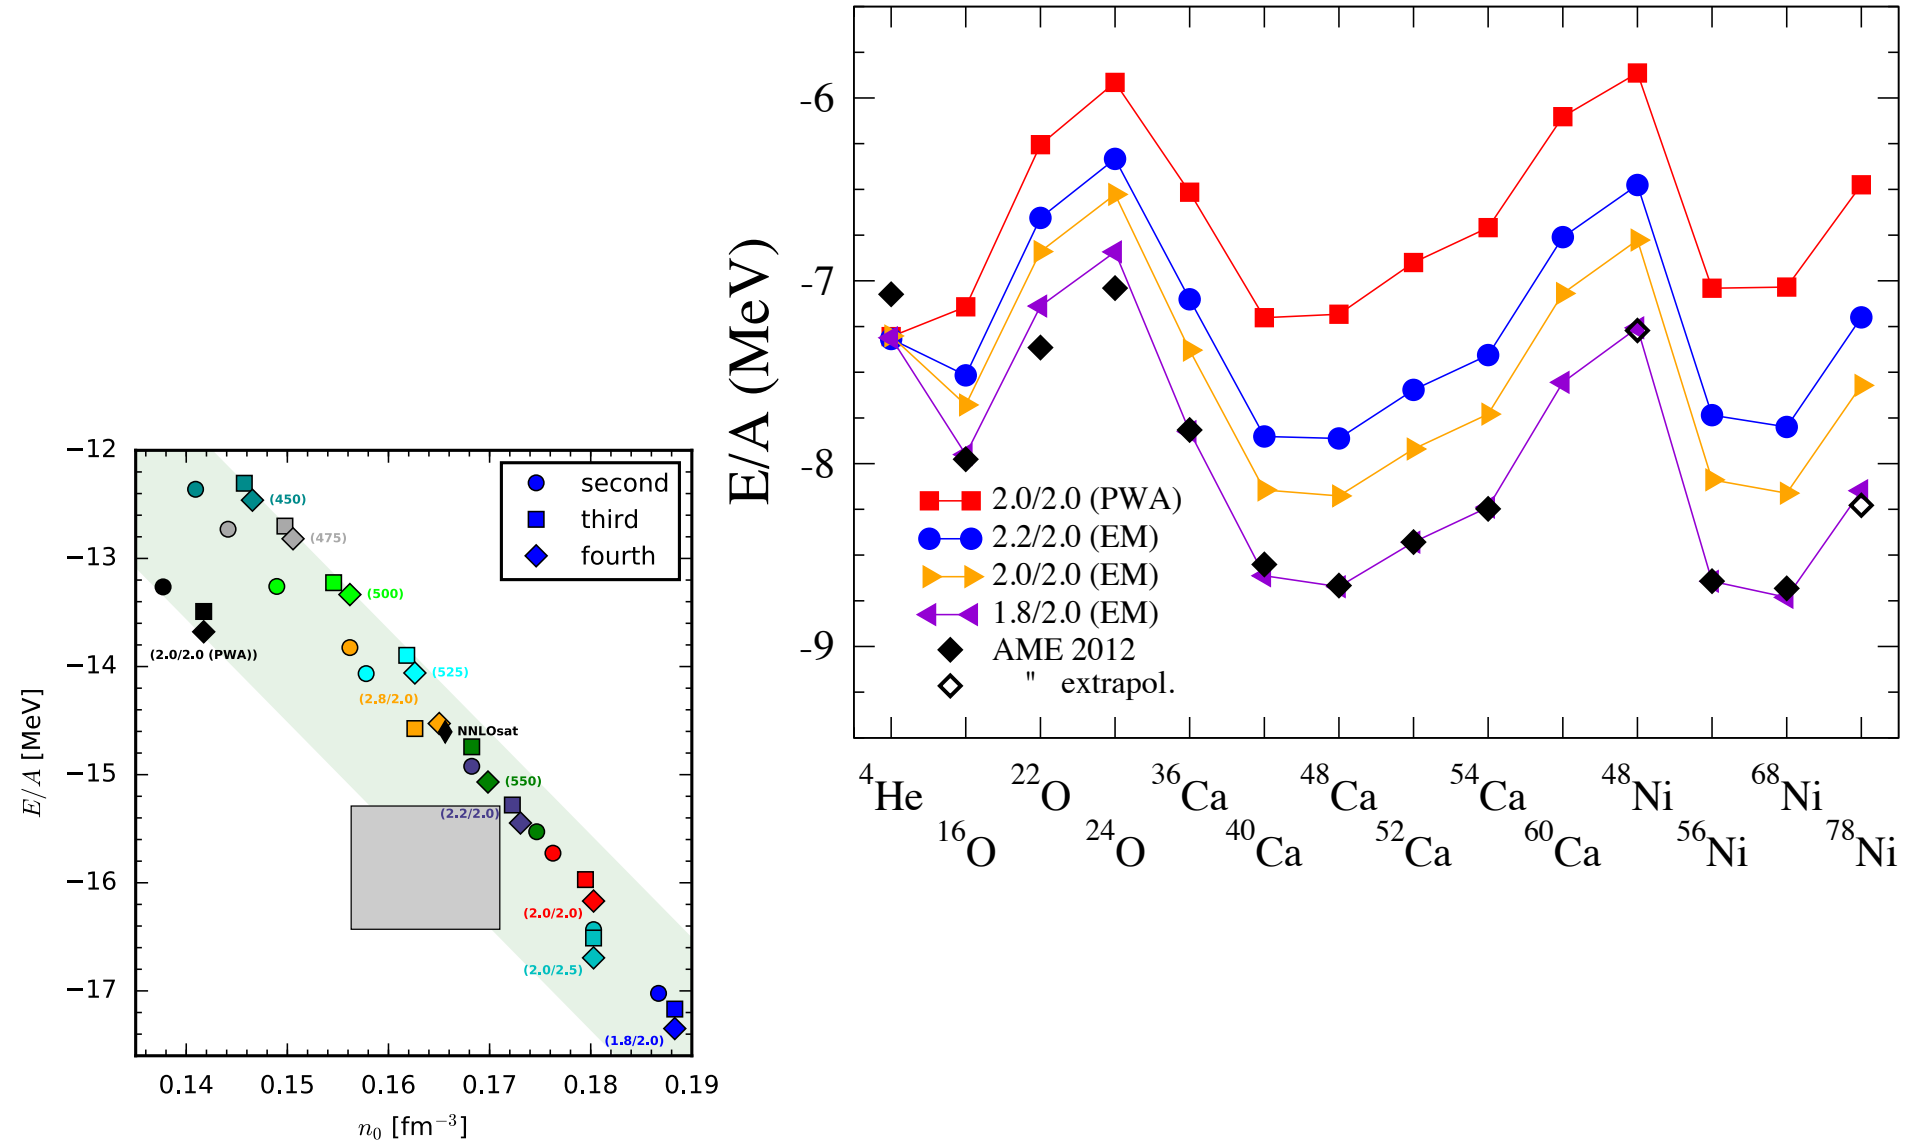 −12
−13
−14
−15
−16
−17
E/A [MeV]
0.14 0.15 0.16 0.17 0.18 0.19
n₀ [fm⁻³]
second
third
fourth
(450)
(475)
(500)
(2.0/2.0 (PWA))
(525)
(2.8/2.0)
NNLOsat
(550)
(2.2/2.0)
(2.0/2.0)
(2.0/2.5)
(1.8/2.0)
-6
-7
-8
-9
E/A (MeV)
2.0/2.0 (PWA)
2.2/2.0 (EM)
2.0/2.0 (EM)
1.8/2.0 (EM)
AME 2012
" extrapol.
⁴He ²²O ³⁶Ca ⁴⁸Ca ⁵⁴Ca ⁴⁸Ni ⁶⁸Ni
¹⁶O ²⁴O ⁴⁰Ca ⁵²Ca ⁶⁰Ca ⁵⁶Ni ⁷⁸Ni